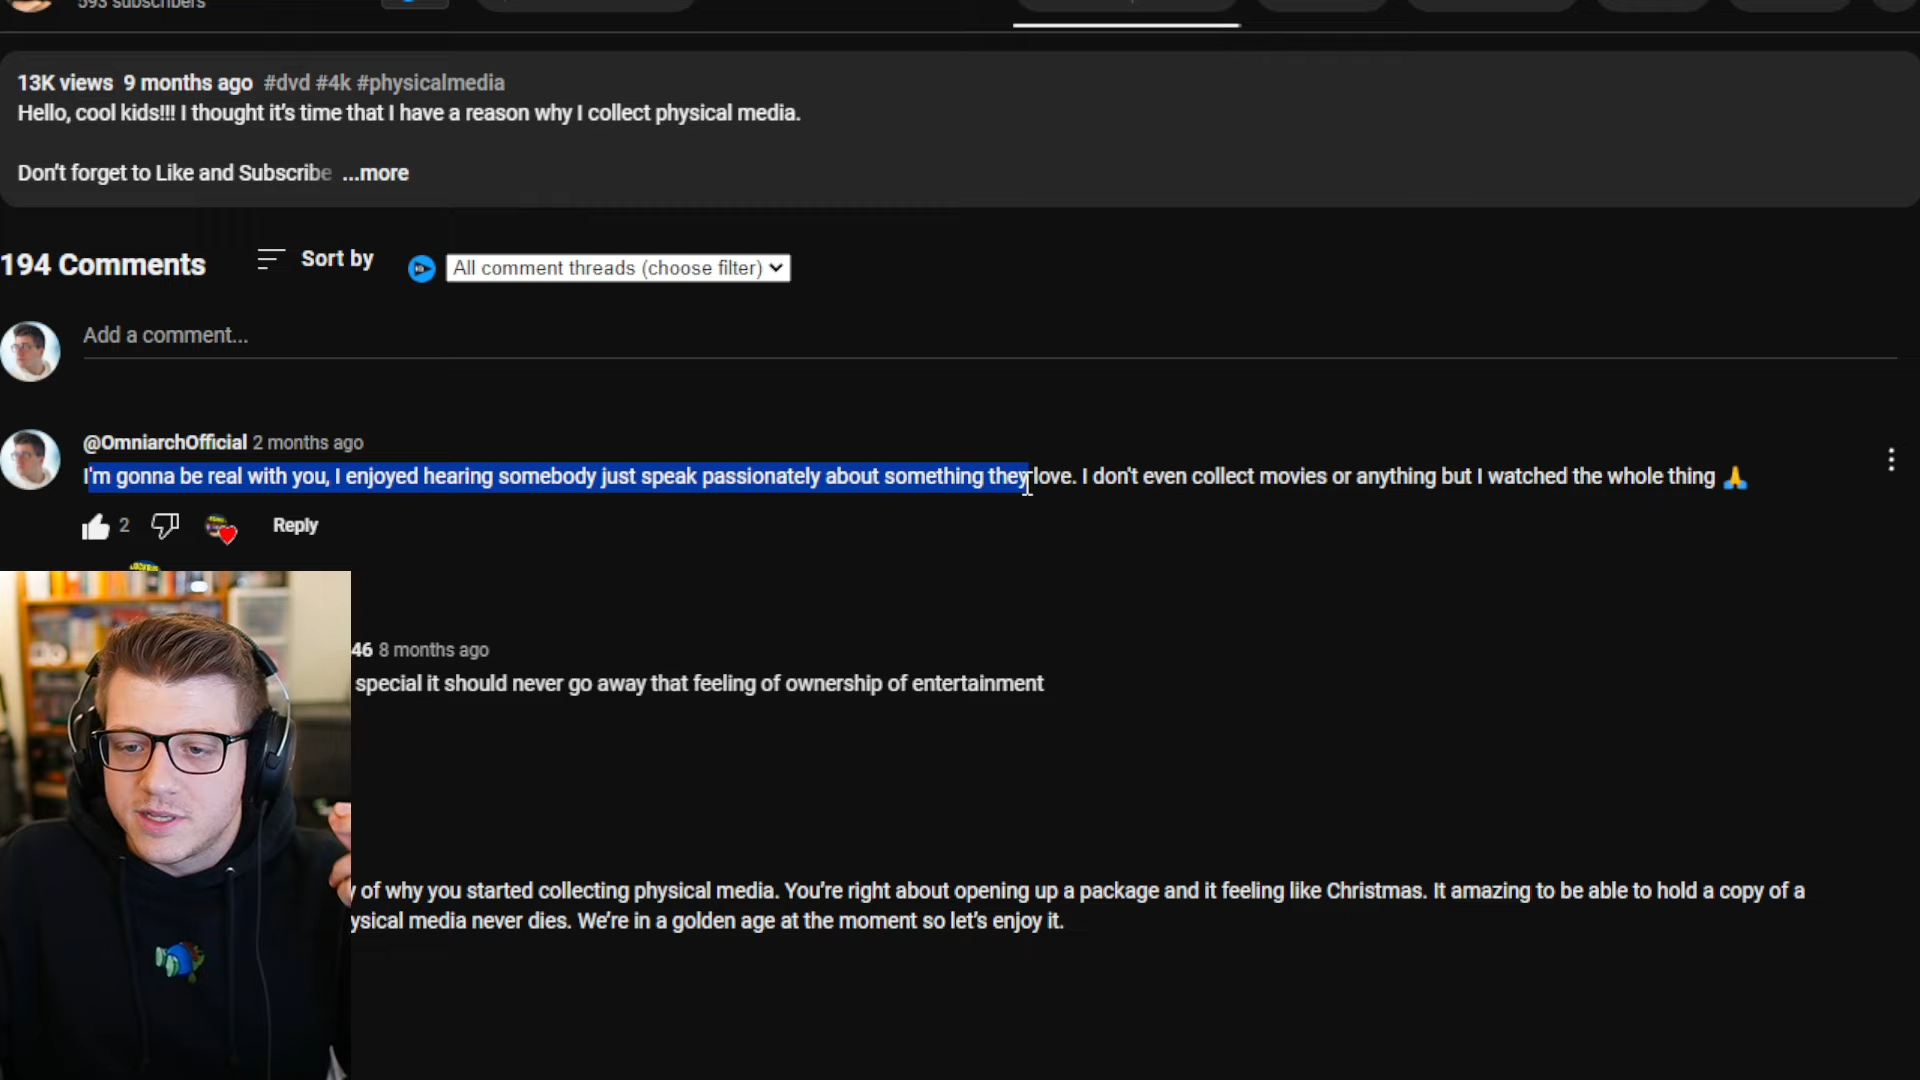 593 subscribers
13K views 9 months ago #dvd #4k #physicalmedia
Hello, cool kids!!! I thought it's time that I have a reason why I collect physical media.
Don't forget to Like and Subscribe ...more
194 Comments Sort by All comment threads (choose filter)
Add a comment...
@OmniarchOfficial 2 months ago
I'm gonna be real with you, I enjoyed hearing somebody just speak passionately about something they love. I don't even collect movies or anything but I watched the whole thing 🙏
2 Reply
46 8 months ago
special it should never go away that feeling of ownership of entertainment
y of why you started collecting physical media. You're right about opening up a package and it feeling like Christmas. It amazing to be able to hold a copy of a
ysical media never dies. We're in a golden age at the moment so let's enjoy it.